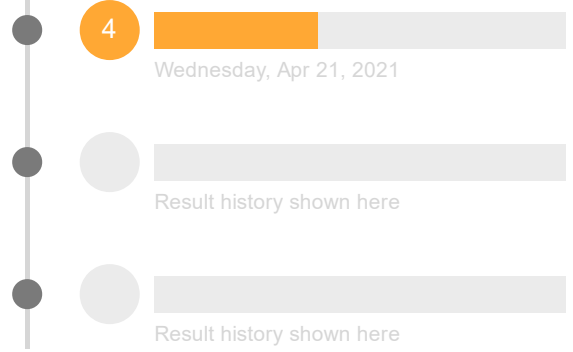 4
Wednesday, Apr 21, 2021
Result history shown here
Result history shown here